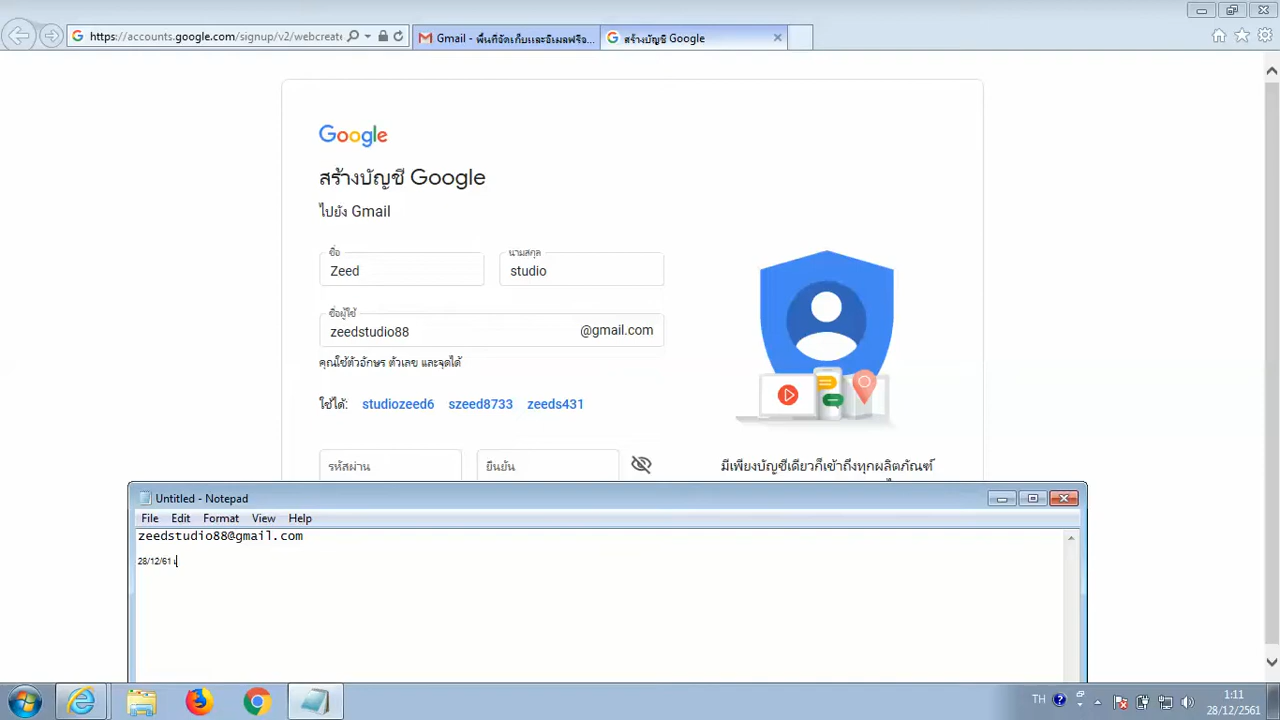 https://accounts.google.com/signup/v2/webcreate
Gmail - พื้นที่จัดเก็บและอีเมลฟรีจ...
สร้างบัญชี Google
Google
สร้างบัญชี Google
ไปยัง Gmail
ชื่อ
นามสกุล
Zeed
studio
ชื่อผู้ใช้
zeedstudio88
@gmail.com
คุณใช้ตัวอักษร ตัวเลข และจุดได้
ใช้ได้: studiozeed6 szeed8733 zeeds431
รหัสผ่าน
ยืนยัน
มีเพียงบัญชีเดียวก็เข้าถึงทุกผลิตภัณฑ์
Untitled - Notepad
File Edit Format View Help
zeedstudio88@gmail.com
28/12/61 เ
TH
1:11
28/12/2561